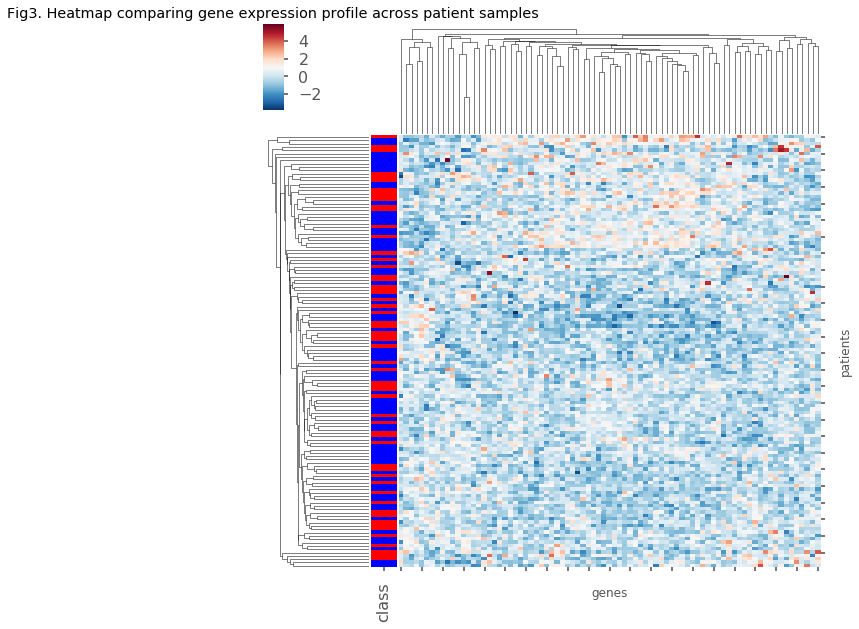 Fig3. Heatmap comparing gene expression profile across patient samples
4
2
0
−2
patients
genes
class